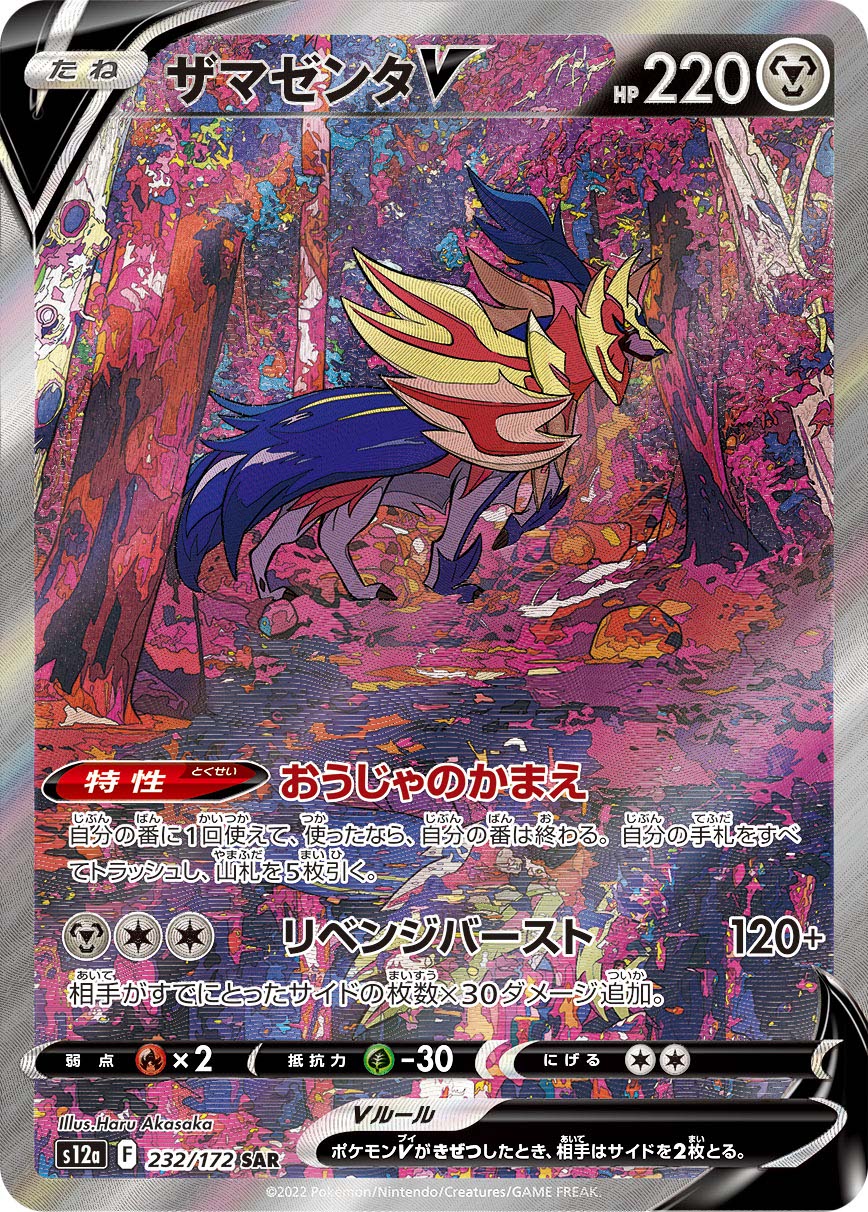 たね ザマゼンタV HP 220
特性 とくせい おうじゃのかまえ
自分の番に1回使えて、使ったなら、自分の番は終わる。自分の手札をすべ
てトラッシュし、山札を5枚引く。
リベンジバースト 120+
相手がすでにとったサイドの枚数×30ダメージ追加。
弱点 ×2 抵抗力 -30 にげる
Illus.Haru Akasaka
Vルール
ポケモンVがきぜつしたとき、相手はサイドを2枚とる。
s12a F 232/172 SAR
©2022 Pokémon/Nintendo/Creatures/GAME FREAK.